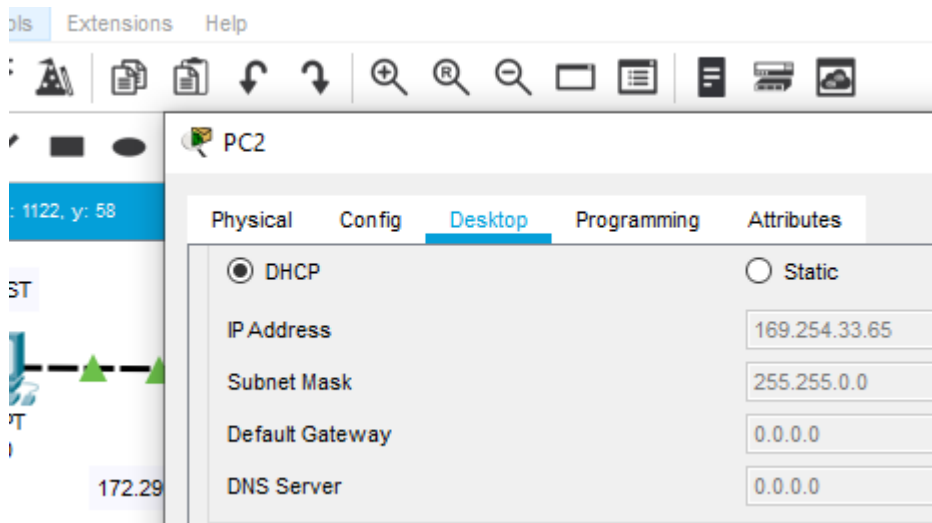 Extensions Help
PC2
: 1122, y: 58
Physical Config Desktop Programming Attributes
DHCP Static
ST
IP Address 169.254.33.65
Subnet Mask 255.255.0.0
PT
Default Gateway 0.0.0.0
172.29
DNS Server 0.0.0.0